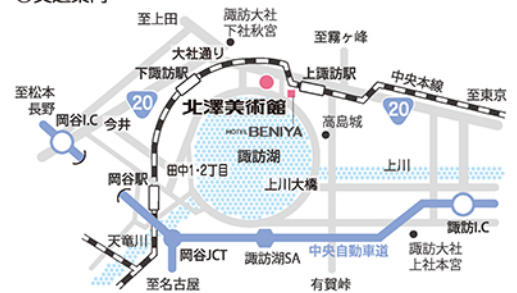 至上田
諏訪大社
下社秋宮
至霧ヶ峰
大社通り
下諏訪駅
上諏訪駅
中央本線
至東京
至松本
長野
岡谷I.C
今井
20
北澤美術館
20
HOTEL BENIYA
高島城
諏訪湖
田中1・2丁目
上川
岡谷駅
上川大橋
諏訪I.C
天竜川
岡谷JCT
諏訪湖SA
中央自動車道
諏訪大社
上社本宮
至名古屋
有賀峠